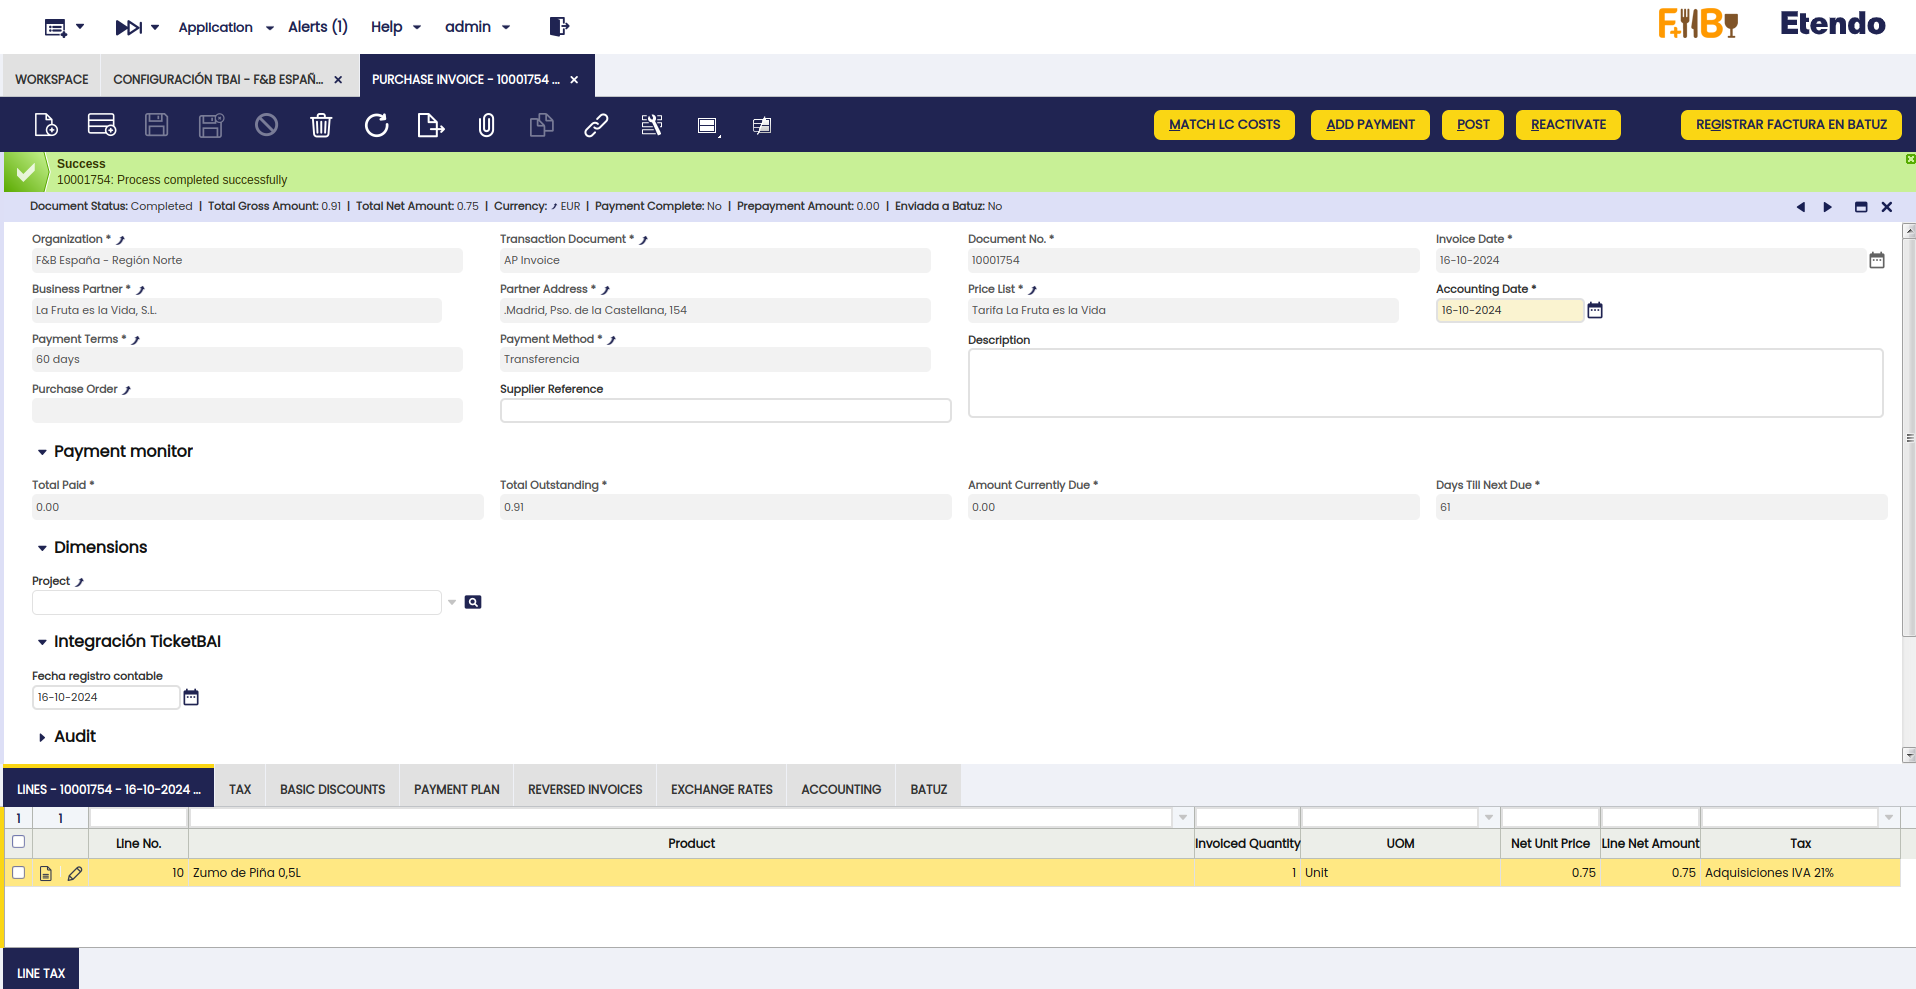 Application
Alerts (1)
Help
admin
F&B
Etendo
WORKSPACE
CONFIGURACIÓN TBAI - F&B ESPAÑ...
PURCHASE INVOICE - 10001754 ...
MATCH LC COSTS
ADD PAYMENT
POST
REACTIVATE
REGISTRAR FACTURA EN BATUZ
Success
10001754: Process completed successfully
Document Status: Completed | Total Gross Amount: 0.91 | Total Net Amount: 0.75 | Currency: EUR | Payment Complete: No | Prepayment Amount: 0.00 | Enviada a Batuz: No
Organization * Transaction Document * Document No. * Invoice Date *
F&B España - Región Norte AP Invoice 10001754 16-10-2024
Business Partner * Partner Address * Price List * Accounting Date *
La Fruta es la Vida, S.L. .Madrid, Pso. de la Castellana, 154 Tarifa La Fruta es la Vida 16-10-2024
Payment Terms * Payment Method * Description
60 days Transferencia
Purchase Order Supplier Reference
Payment monitor
Total Paid * Total Outstanding * Amount Currently Due * Days Till Next Due *
0.00 0.91 0.00 61
Dimensions
Project
Integración TicketBAI
Fecha registro contable
16-10-2024
Audit
LINES - 10001754 - 16-10-2024 ... TAX BASIC DISCOUNTS PAYMENT PLAN REVERSED INVOICES EXCHANGE RATES ACCOUNTING BATUZ
1 1
Line No. Product Invoiced Quantity UOM Net Unit Price Line Net Amount Tax
10 Zumo de Piña 0,5L 1 Unit 0.75 0.75 Adquisiciones IVA 21%
LINE TAX